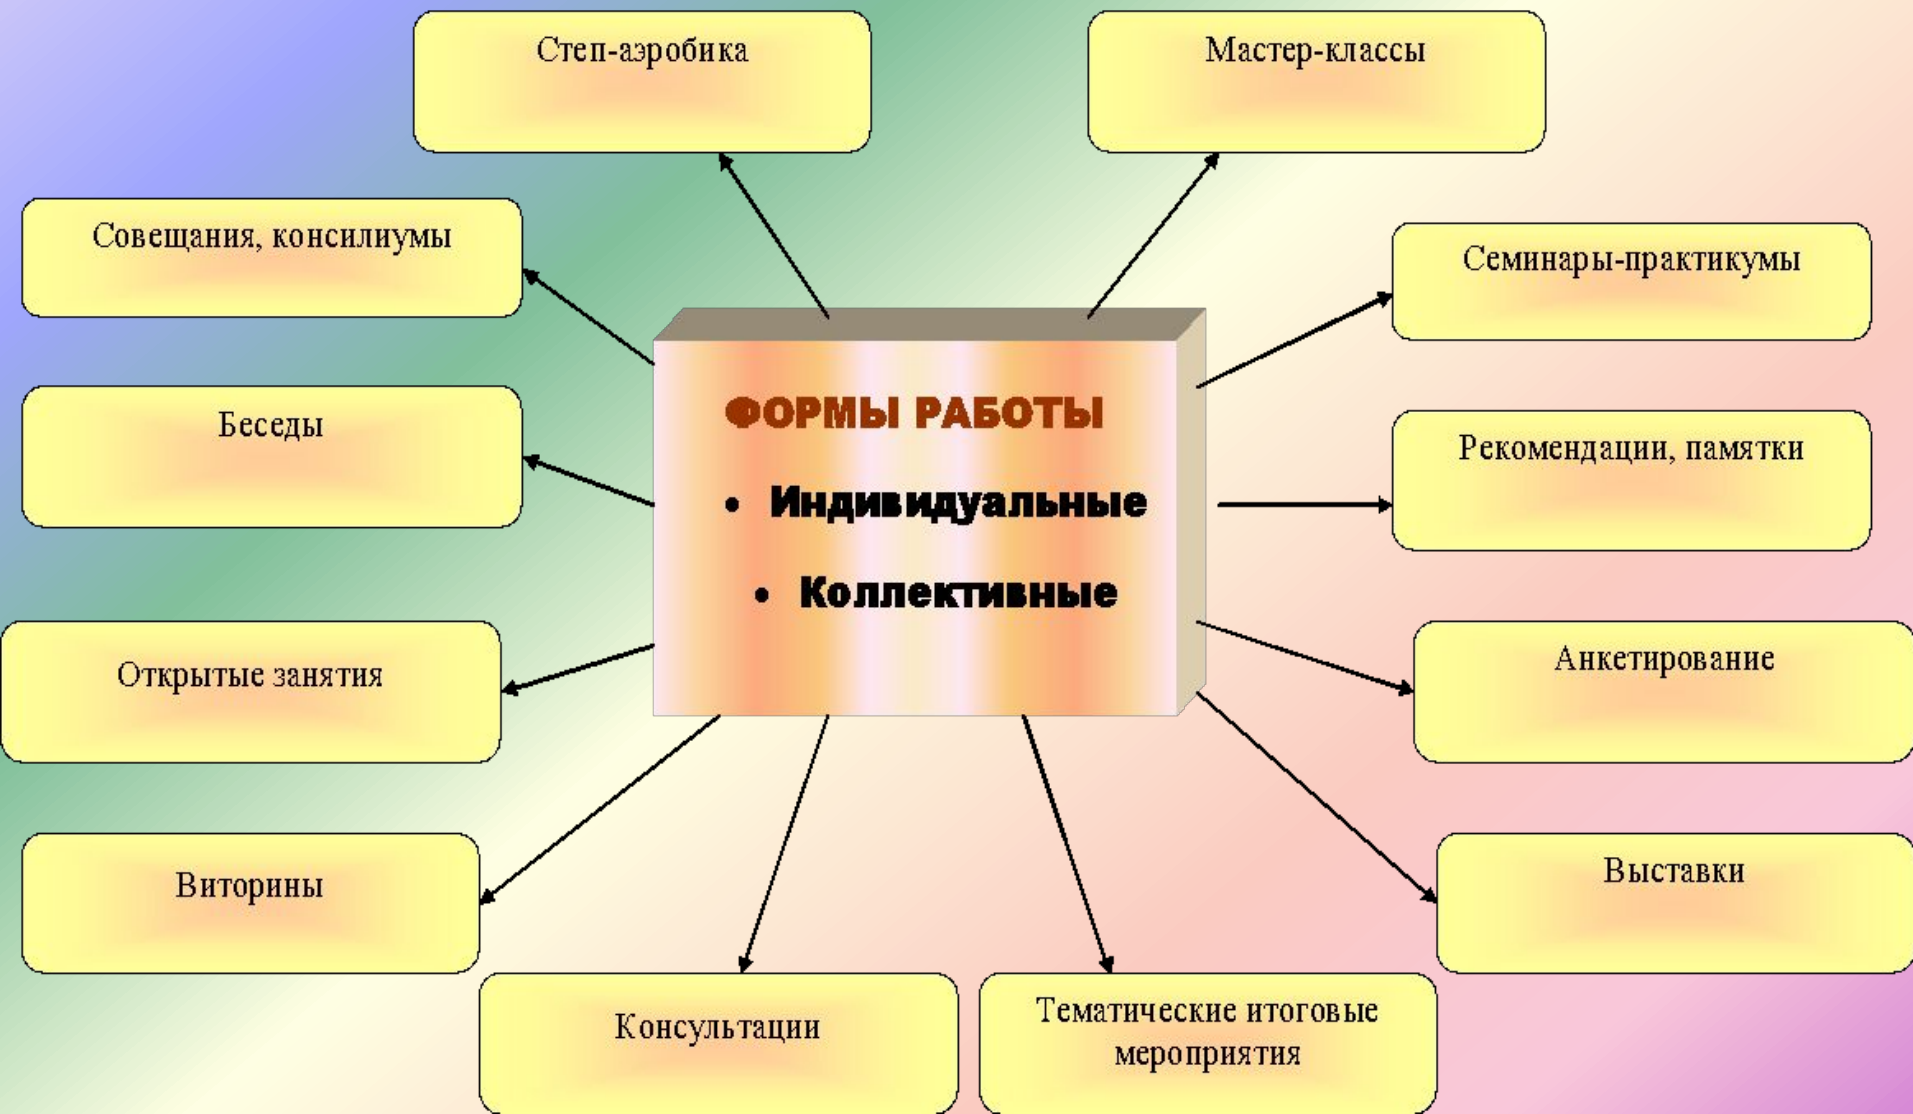 Степ-аэробика
Мастер-классы
Совещания, консилиумы
Семинары-практикумы
ФОРМЫ РАБОТЫ
• Индивидуальные
• Коллективные
Беседы
Рекомендации, памятки
Открытые занятия
Анкетирование
Виторины
Выставки
Консультации
Тематические итоговые
мероприятия